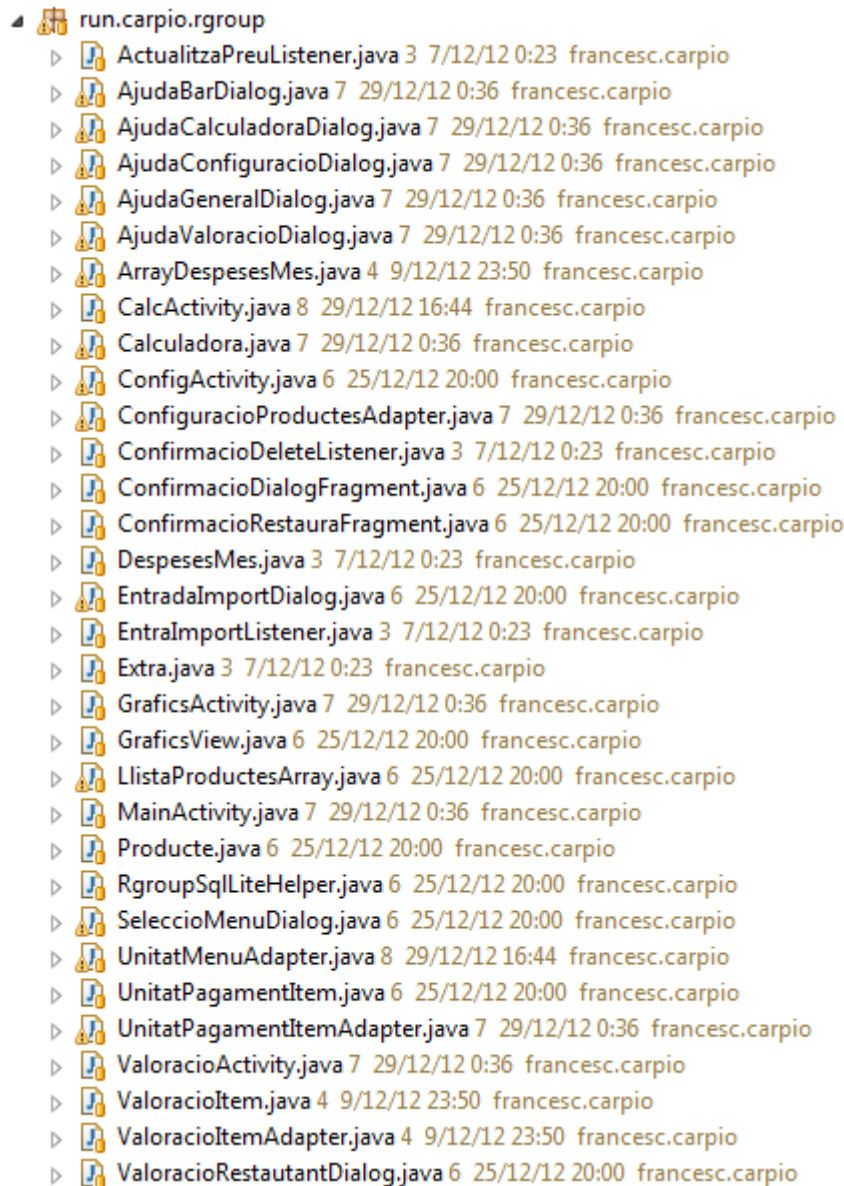 run.carpio.rgroup
ActualitzaPreuListener.java 3 7/12/12 0:23 francesc.carpio
AjudaBarDialog.java 7 29/12/12 0:36 francesc.carpio
AjudaCalculadoraDialog.java 7 29/12/12 0:36 francesc.carpio
AjudaConfiguracioDialog.java 7 29/12/12 0:36 francesc.carpio
AjudaGeneralDialog.java 7 29/12/12 0:36 francesc.carpio
AjudaValoracioDialog.java 7 29/12/12 0:36 francesc.carpio
ArrayDespesesMes.java 4 9/12/12 23:50 francesc.carpio
CalcActivity.java 8 29/12/12 16:44 francesc.carpio
Calculadora.java 7 29/12/12 0:36 francesc.carpio
ConfigActivity.java 6 25/12/12 20:00 francesc.carpio
ConfiguracioProductesAdapter.java 7 29/12/12 0:36 francesc.carpio
ConfirmacioDeleteListener.java 3 7/12/12 0:23 francesc.carpio
ConfirmacioDialogFragment.java 6 25/12/12 20:00 francesc.carpio
ConfirmacioRestauraFragment.java 6 25/12/12 20:00 francesc.carpio
DespesesMes.java 3 7/12/12 0:23 francesc.carpio
EntradaImportDialog.java 6 25/12/12 20:00 francesc.carpio
EntraImportListener.java 3 7/12/12 0:23 francesc.carpio
Extra.java 3 7/12/12 0:23 francesc.carpio
GraficsActivity.java 7 29/12/12 0:36 francesc.carpio
GraficsView.java 6 25/12/12 20:00 francesc.carpio
LlistaProductesArray.java 6 25/12/12 20:00 francesc.carpio
MainActivity.java 7 29/12/12 0:36 francesc.carpio
Producte.java 6 25/12/12 20:00 francesc.carpio
RgroupSqlLiteHelper.java 6 25/12/12 20:00 francesc.carpio
SeleccioMenuDialog.java 6 25/12/12 20:00 francesc.carpio
UnitatMenuAdapter.java 8 29/12/12 16:44 francesc.carpio
UnitatPagamentItem.java 6 25/12/12 20:00 francesc.carpio
UnitatPagamentItemAdapter.java 7 29/12/12 0:36 francesc.carpio
ValoracioActivity.java 7 29/12/12 0:36 francesc.carpio
ValoracioItem.java 4 9/12/12 23:50 francesc.carpio
ValoracioItemAdapter.java 4 9/12/12 23:50 francesc.carpio
ValoracioRestautantDialog.java 6 25/12/12 20:00 francesc.carpio